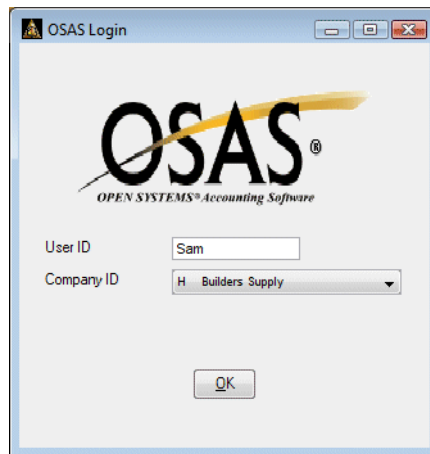 OSAS Login
OSAS®
OPEN SYSTEMS® Accounting Software
User ID Sam
Company ID H Builders Supply
OK